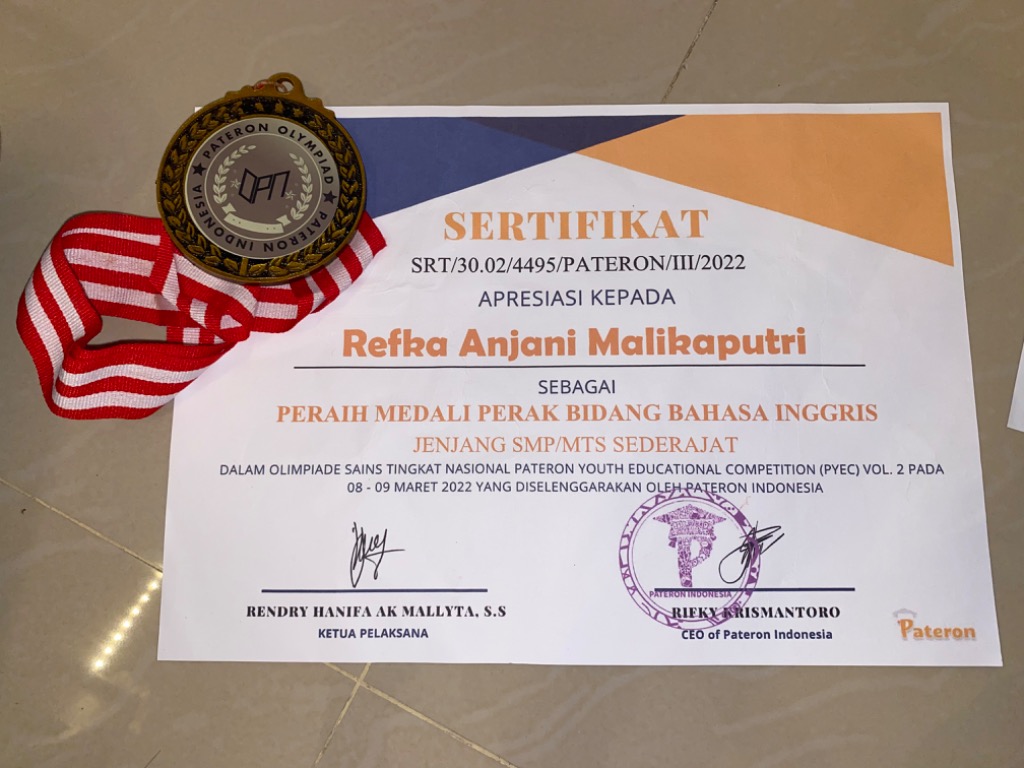 PATERON OLYMPIAD ★ PATERON INDONESIA ★
SERTIFIKAT
SRT/30.02/4495/PATERON/III/2022
APRESIASI KEPADA
Refka Anjani Malikaputri
SEBAGAI
PERAIH MEDALI PERAK BIDANG BAHASA INGGRIS
JENJANG SMP/MTS SEDERAJAT
DALAM OLIMPIADE SAINS TINGKAT NASIONAL PATERON YOUTH EDUCATIONAL COMPETITION (PYEC) VOL. 2 PADA
08 - 09 MARET 2022 YANG DISELENGGARAKAN OLEH PATERON INDONESIA
PATERON INDONESIA
RENDRY HANIFA AK MALLYTA, S.S
KETUA PELAKSANA
RIFKY KRISMANTORO
CEO of Pateron Indonesia
Pateron